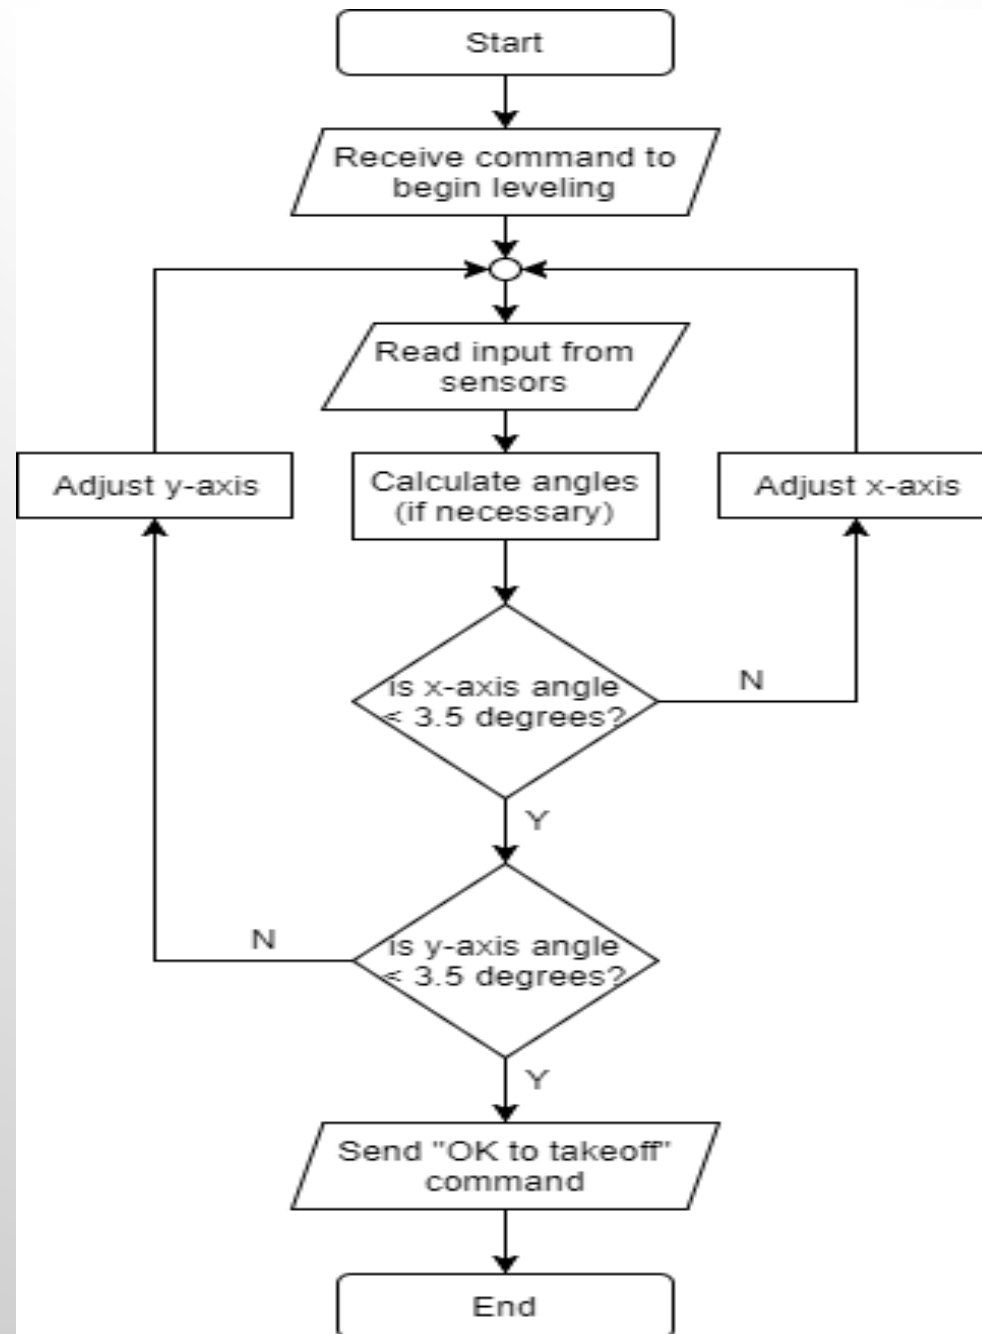 Start
Receive command to
begin leveling
Read input from
sensors
Adjust y-axis
Calculate angles
(if necessary)
Adjust x-axis
is x-axis angle
< 3.5 degrees?
N
Y
is y-axis angle
< 3.5 degrees?
N
Y
Send "OK to takeoff"
command
End